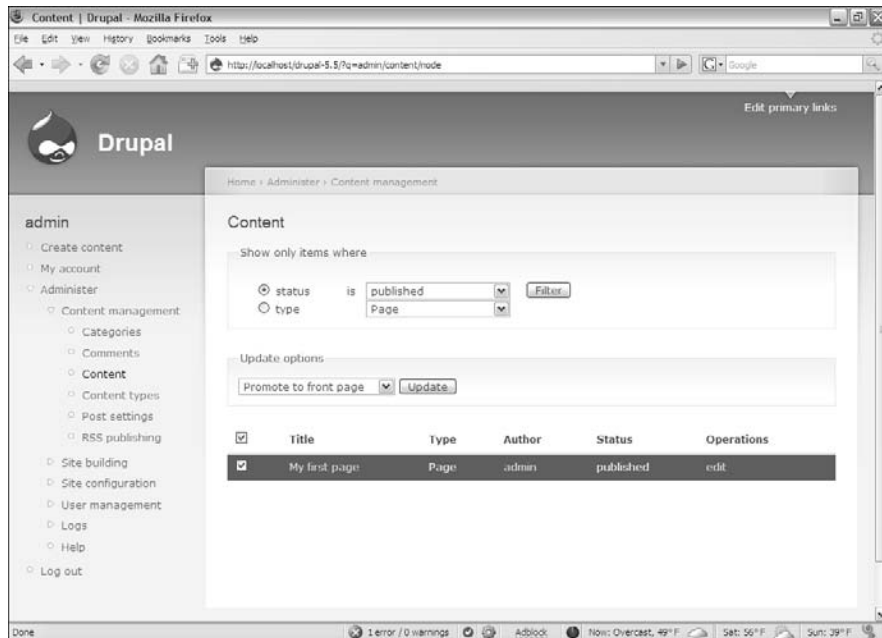 Content | Drupal - Mozilla Firefox
File Edit View History Bookmarks Tools Help
http://localhost/drupal-5.5/?q=admin/content/node
Google
Edit primary links
Drupal
Home › Administer › Content management
admin
Create content
My account
Administer
Content management
Categories
Comments
Content
Content types
Post settings
RSS publishing
Site building
Site configuration
User management
Logs
Help
Log out
Content
Show only items where
status is published Filter
type Page
Update options
Promote to front page Update
Title Type Author Status Operations
My first page Page admin published edit
Done 1 error / 0 warnings Adblock Now: Overcast, 49° F Sat: 56° F Sun: 39° F